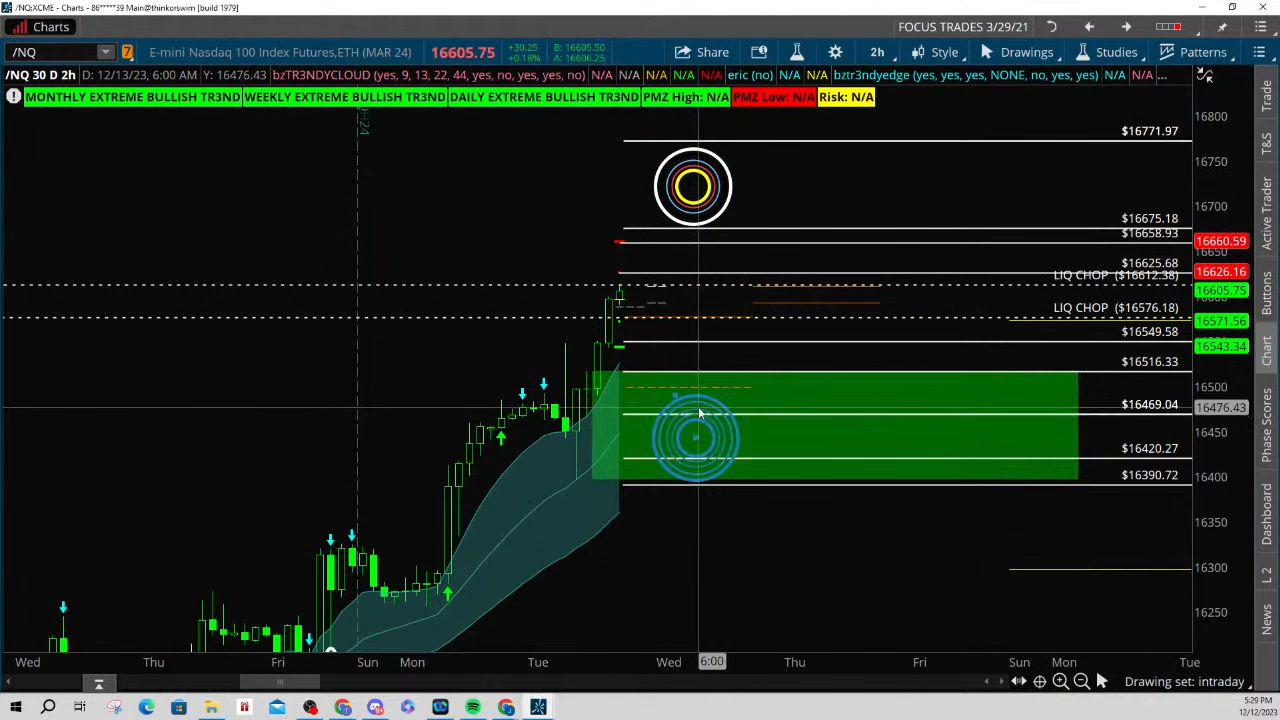 /NQ:XCME - Charts - 86*****39 Main@thinkorswim [build 1979]
Charts
FOCUS TRADES 3/29/21
/NQ
7
E-mini Nasdaq 100 Index Futures,ETH (MAR 24)
16605.75
+30.25
+0.18%
B: 16605.50
A: 16606.25
Share
2h
Style
Drawings
Studies
Patterns
/NQ 30 D 2h
D: 12/13/23, 6:00 AM
Y: 16476.43
bzTR3NDYCLOUD (yes, 9, 13, 22, 44, yes, no, yes, yes, no)
N/A
N/A
N/A
N/A
N/A
eric (no)
N/A
N/A
bztr3ndyedge (yes, yes, yes, NONE, no, yes, yes)
N/A
N/A
...
MONTHLY EXTREME BULLISH TR3ND
WEEKLY EXTREME BULLISH TR3ND
DAILY EXTREME BULLISH TR3ND
PMZ High: N/A
PMZ Low: N/A
Risk: N/A
16800
$16771.97
16750
16700
$16675.18
$16658.93
16660.59
16650
$16625.68
16626.16
LIQ CHOP ($16612.38)
16605.75
LIQ CHOP ($16576.18)
16571.56
$16549.58
16543.34
$16516.33
16500
$16469.04
16476.43
16450
$16420.27
16400
$16390.72
16350
16300
16250
Trade
T&S
Active Trader
Buttons
Chart
Phase Scores
Dashboard
L 2
News
Wed
Thu
Fri
Sun
Mon
Tue
Wed
6:00
Thu
Fri
Sun
Mon
Tue
Drawing set: intraday
5:29 PM
12/12/2023